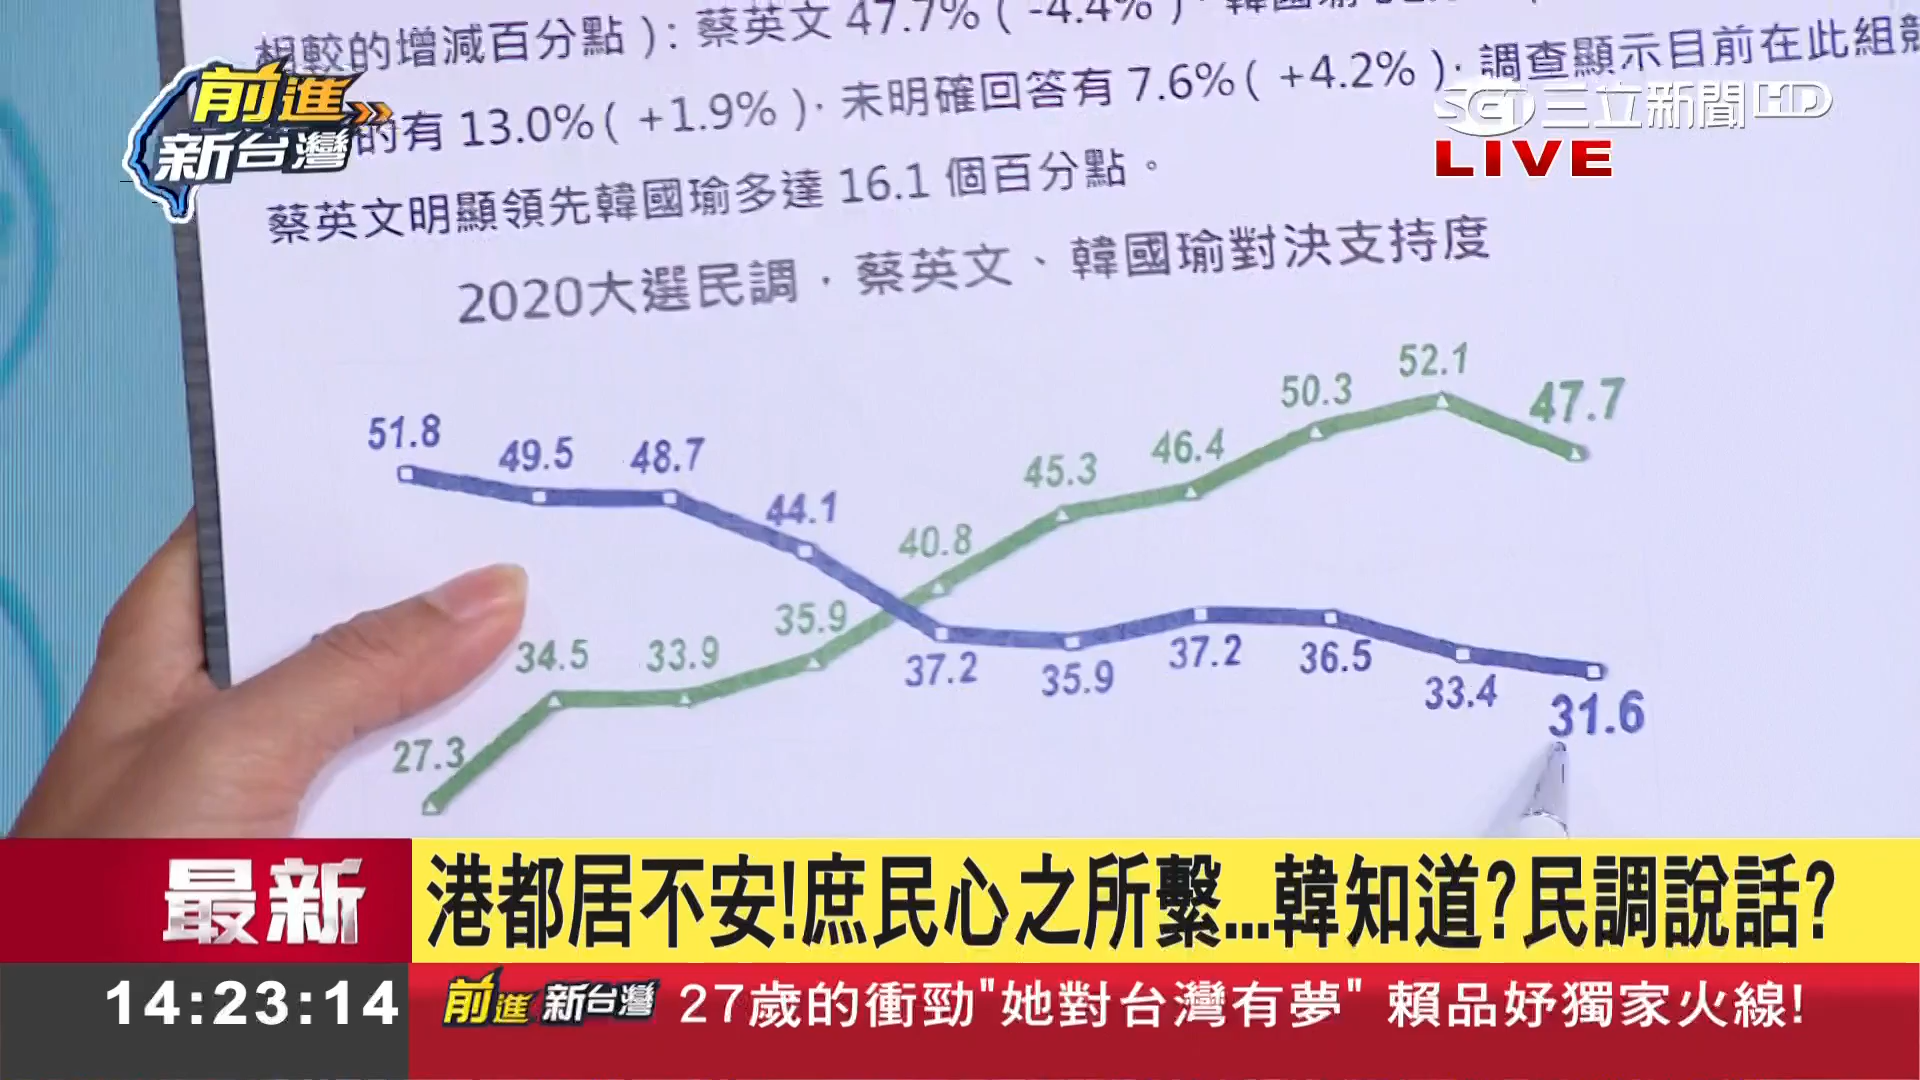 相較的增減百分點):蔡英文 47.7%( -4.4% )
的有 13.0%( +1.9% ),未明確回答有 7.6%( +4.2% ),調查顯示目前在此組
蔡英文明顯領先韓國瑜多達 16.1 個百分點。
前進
新台灣
SET三立新聞HD
LIVE
2020大選民調,蔡英文、韓國瑜對決支持度
52.1
50.3
47.7
51.8
49.5
48.7
46.4
45.3
44.1
40.8
35.9
34.5
33.9
37.2
35.9
37.2
36.5
33.4
31.6
27.3
最新
港都居不安!庶民心之所繫...韓知道?民調說話?
14:23:14
前進新台灣
27歲的衝勁"她對台灣有夢" 賴品妤獨家火線!